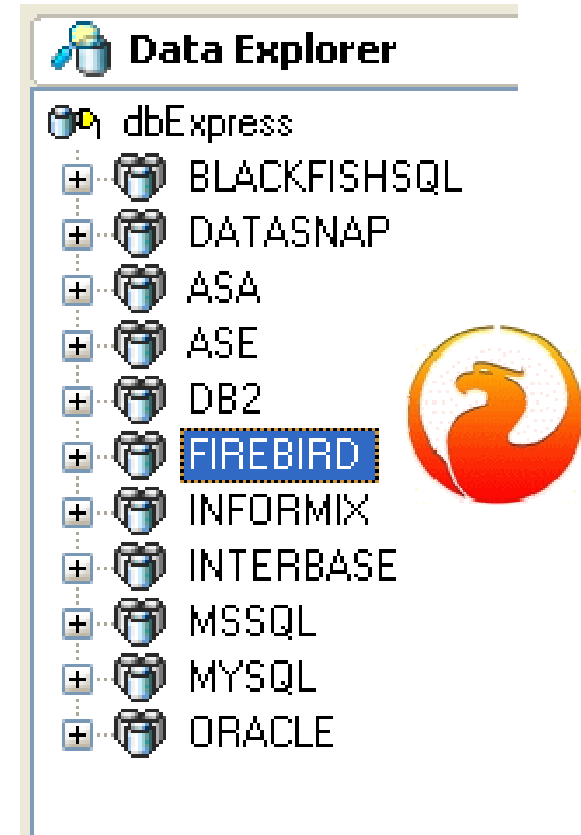 Data Explorer
dbExpress
BLACKFISHSQL
DATASNAP
ASA
ASE
DB2
FIREBIRD
INFORMIX
INTERBASE
MSSQL
MYSQL
ORACLE